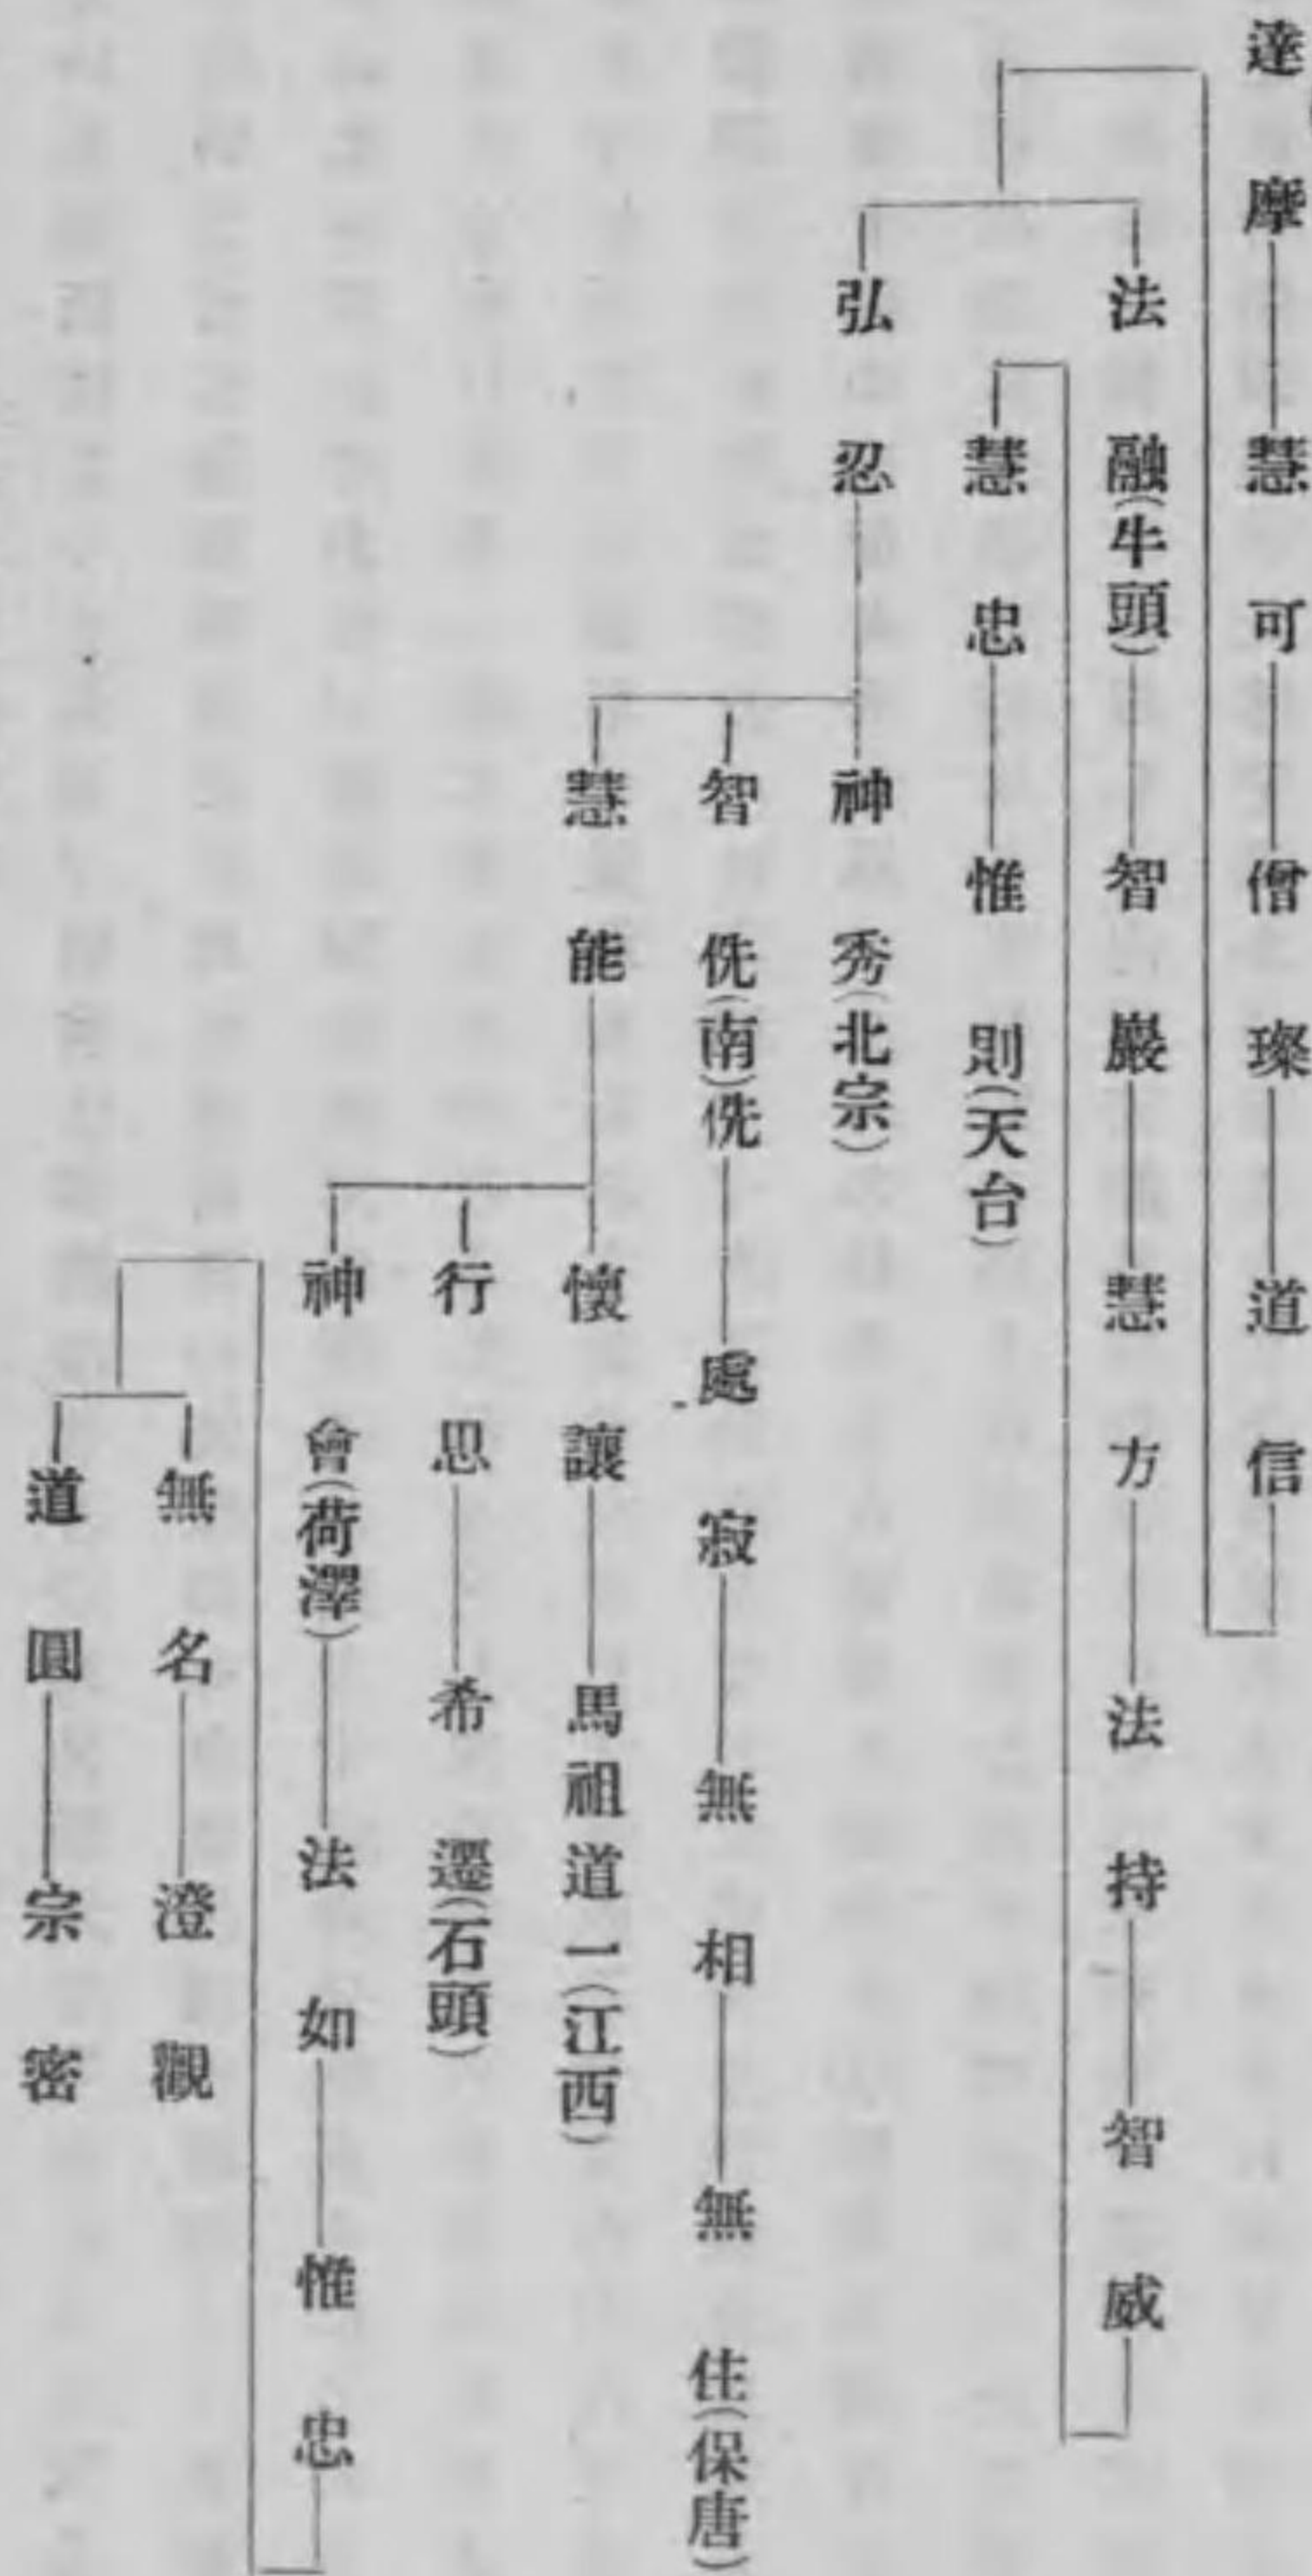 達摩 慧可 僧璨 道信
法融(牛頭) 智巖 慧方 法持 智威
慧忠 惟則(天台)
弘忍 神秀(北宗)
智侁(南)侁 處寂 無相 無住(保唐)
慧能 懷讓 馬祖道一(江西)
行思 希遷(石頭)
神會(荷澤) 法如 惟忠
無名 澄觀
道圓 宗密